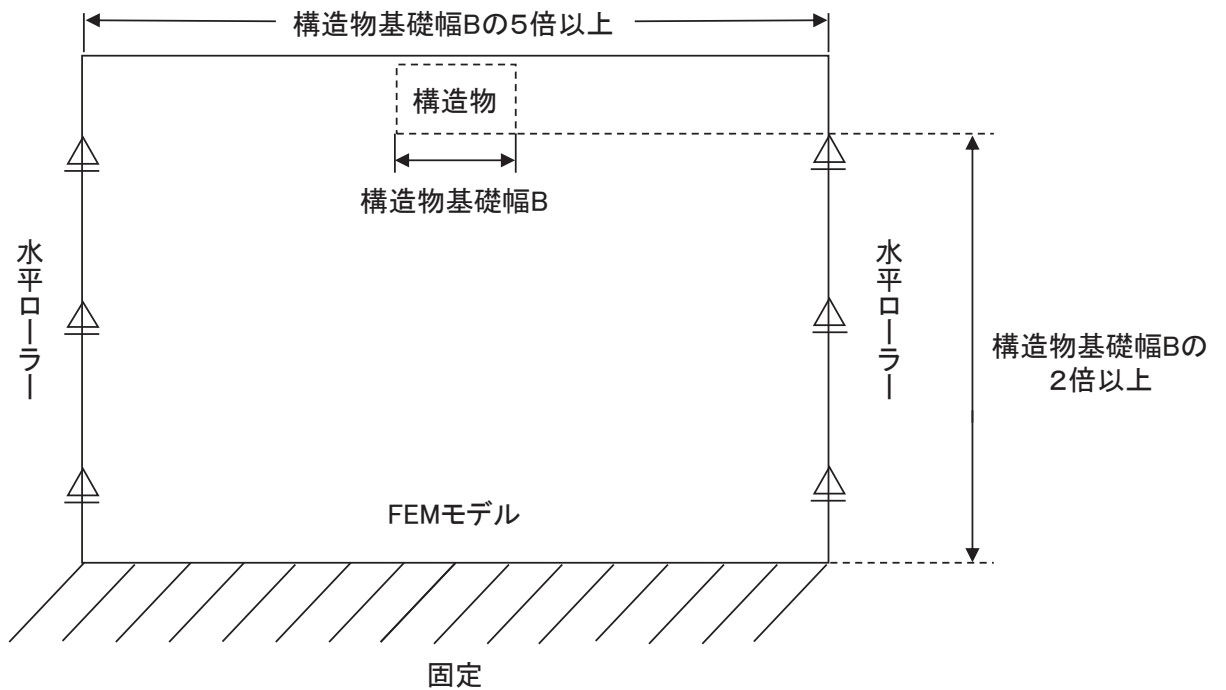 構造物基礎幅Bの5倍以上
構造物
構造物基礎幅B
水平ローラー
水平ローラー
構造物基礎幅Bの
2倍以上
FEMモデル
固定